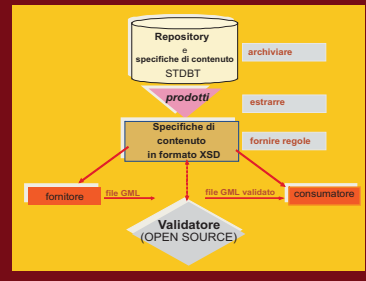 Repository
e
specifiche di contenuto
STDBT
archiviare
prodotti
estrarre
Specifiche di
contenuto
in formato XSD
fornire regole
fornitore
file GML
file GML validato
consumatore
Validatore
(OPEN SOURCE)